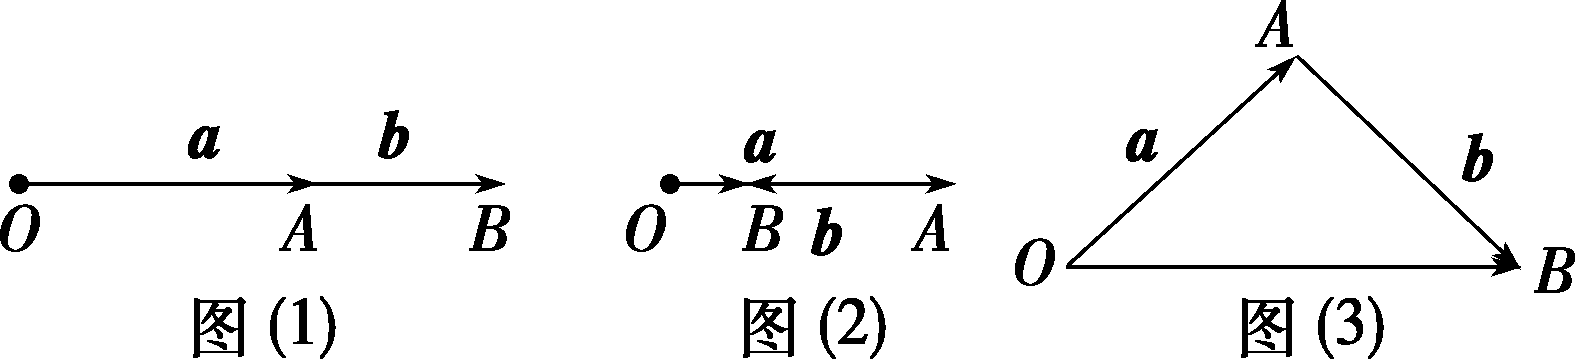 a b
O A B
图 (1)
a
O B b A
图 (2)
A
a b
O B
图 (3)